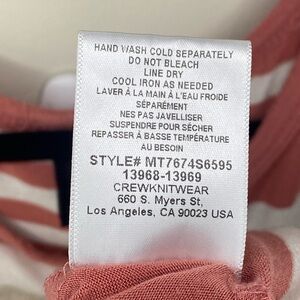 HAND WASH COLD SEPARATELY
DO NOT BLEACH
LINE DRY
COOL IRON AS NEEDED
LAVER À LA MAIN À L'EAU FROIDE
SÉPARÉMENT
NES PAS JAVELLISER
SUSPENDRE POUR SÉCHER
REPASSER À BASSE TEMPÉRATURE
AU BESOIN
STYLE# MT7674S6595
13968-13969
CREWKNITWEAR
660 S. Myers St,
Los Angeles, CA 90023 USA